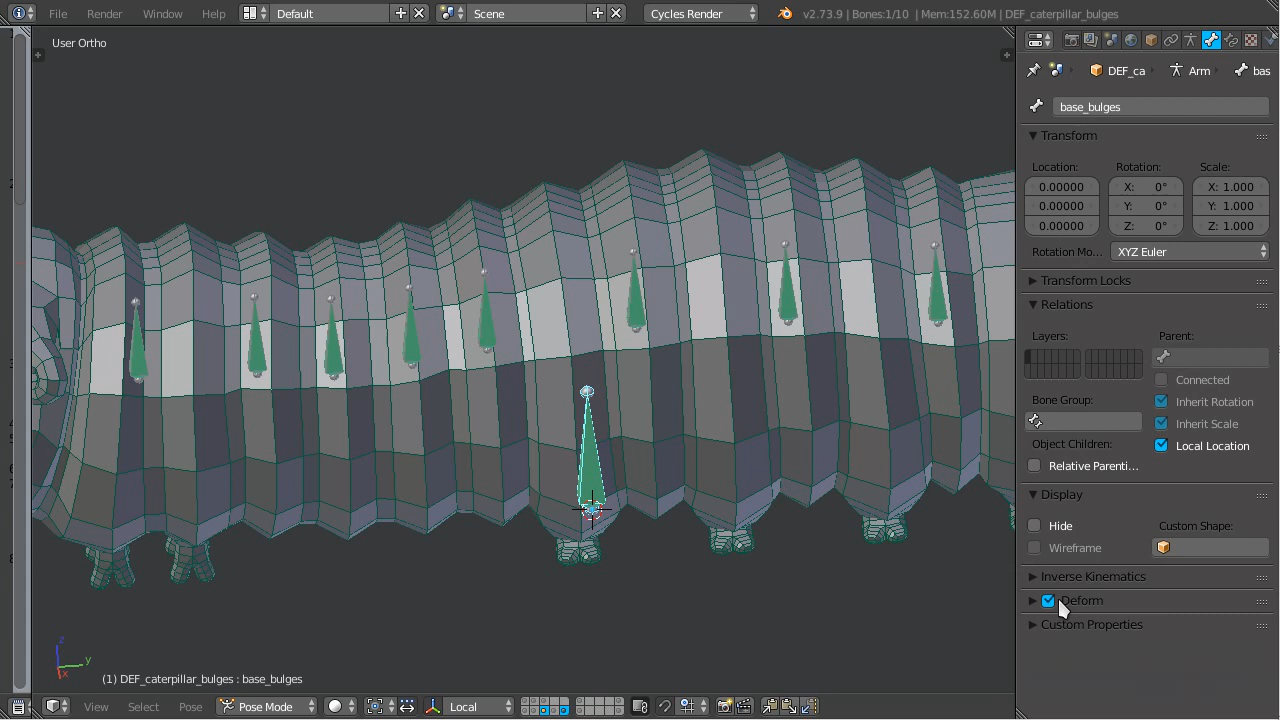 File Render Window Help Default Scene Cycles Render v2.73.9 | Bones:1/10 | Mem:152.60M | DEF_caterpillar_bulges
User Ortho
DEF_ca Arm bas
base_bulges
Transform
Location: Rotation: Scale:
0.00000 X: 0° X: 1.000
0.00000 Y: 0° Y: 1.000
0.00000 Z: 0° Z: 1.000
Rotation Mo... XYZ Euler
Transform Locks
Relations
Layers: Parent:
Connected
Bone Group: Inherit Rotation
Inherit Scale
Object Children: Local Location
Relative Parenti...
Display
Hide Custom Shape:
Wireframe
Inverse Kinematics
Deform
Custom Properties
z
y
x
(1) DEF_caterpillar_bulges : base_bulges
View Select Pose Pose Mode Local